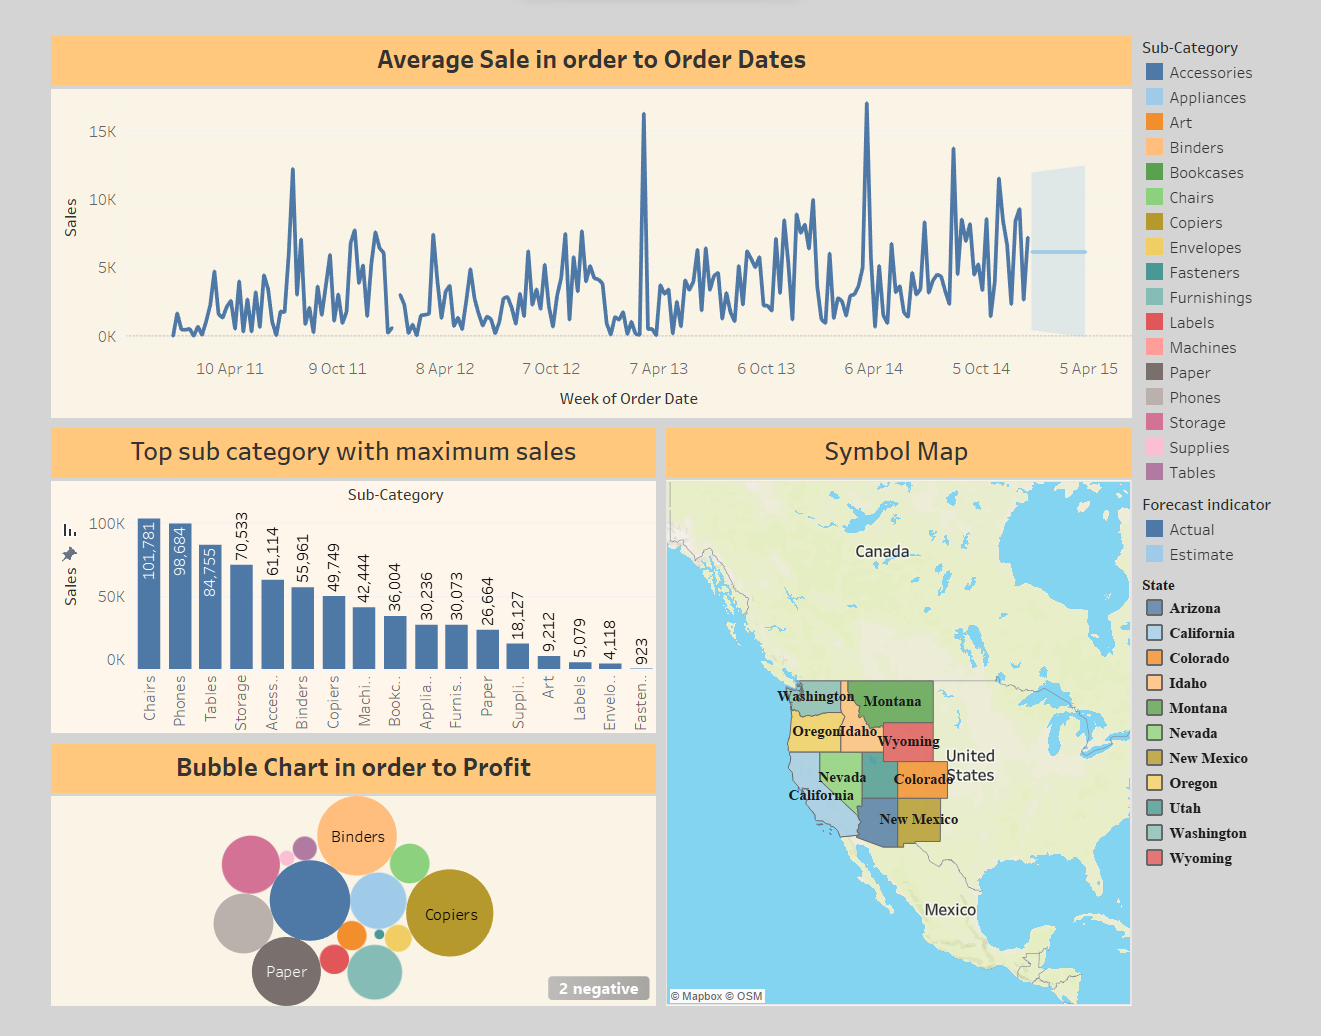 Average Sale in order to Order Dates
Sales
15K
10K
5K
0K
10 Apr 11
9 Oct 11
8 Apr 12
7 Oct 12
7 Apr 13
6 Oct 13
6 Apr 14
5 Oct 14
5 Apr 15
Week of Order Date
Sub-Category
Accessories
Appliances
Art
Binders
Bookcases
Chairs
Copiers
Envelopes
Fasteners
Furnishings
Labels
Machines
Paper
Phones
Storage
Supplies
Tables
Forecast indicator
Actual
Estimate
State
Arizona
California
Colorado
Idaho
Montana
Nevada
New Mexico
Oregon
Utah
Washington
Wyoming
Top sub category with maximum sales
Sub-Category
Sales
100K
50K
0K
101,781
98,684
84,755
70,533
61,114
55,961
49,749
42,444
36,004
30,236
30,073
26,664
18,127
9,212
5,079
4,118
923
Chairs
Phones
Tables
Storage
Access..
Binders
Copiers
Machi..
Bookc..
Applia..
Furnis..
Paper
Suppli..
Art
Labels
Envelo..
Fasten..
Bubble Chart in order to Profit
Binders
Copiers
Paper
2 negative
Symbol Map
Canada
Washington
Montana
Oregon
Idaho
Wyoming
United
States
Nevada
Colorado
California
New Mexico
Mexico
© Mapbox © OSM